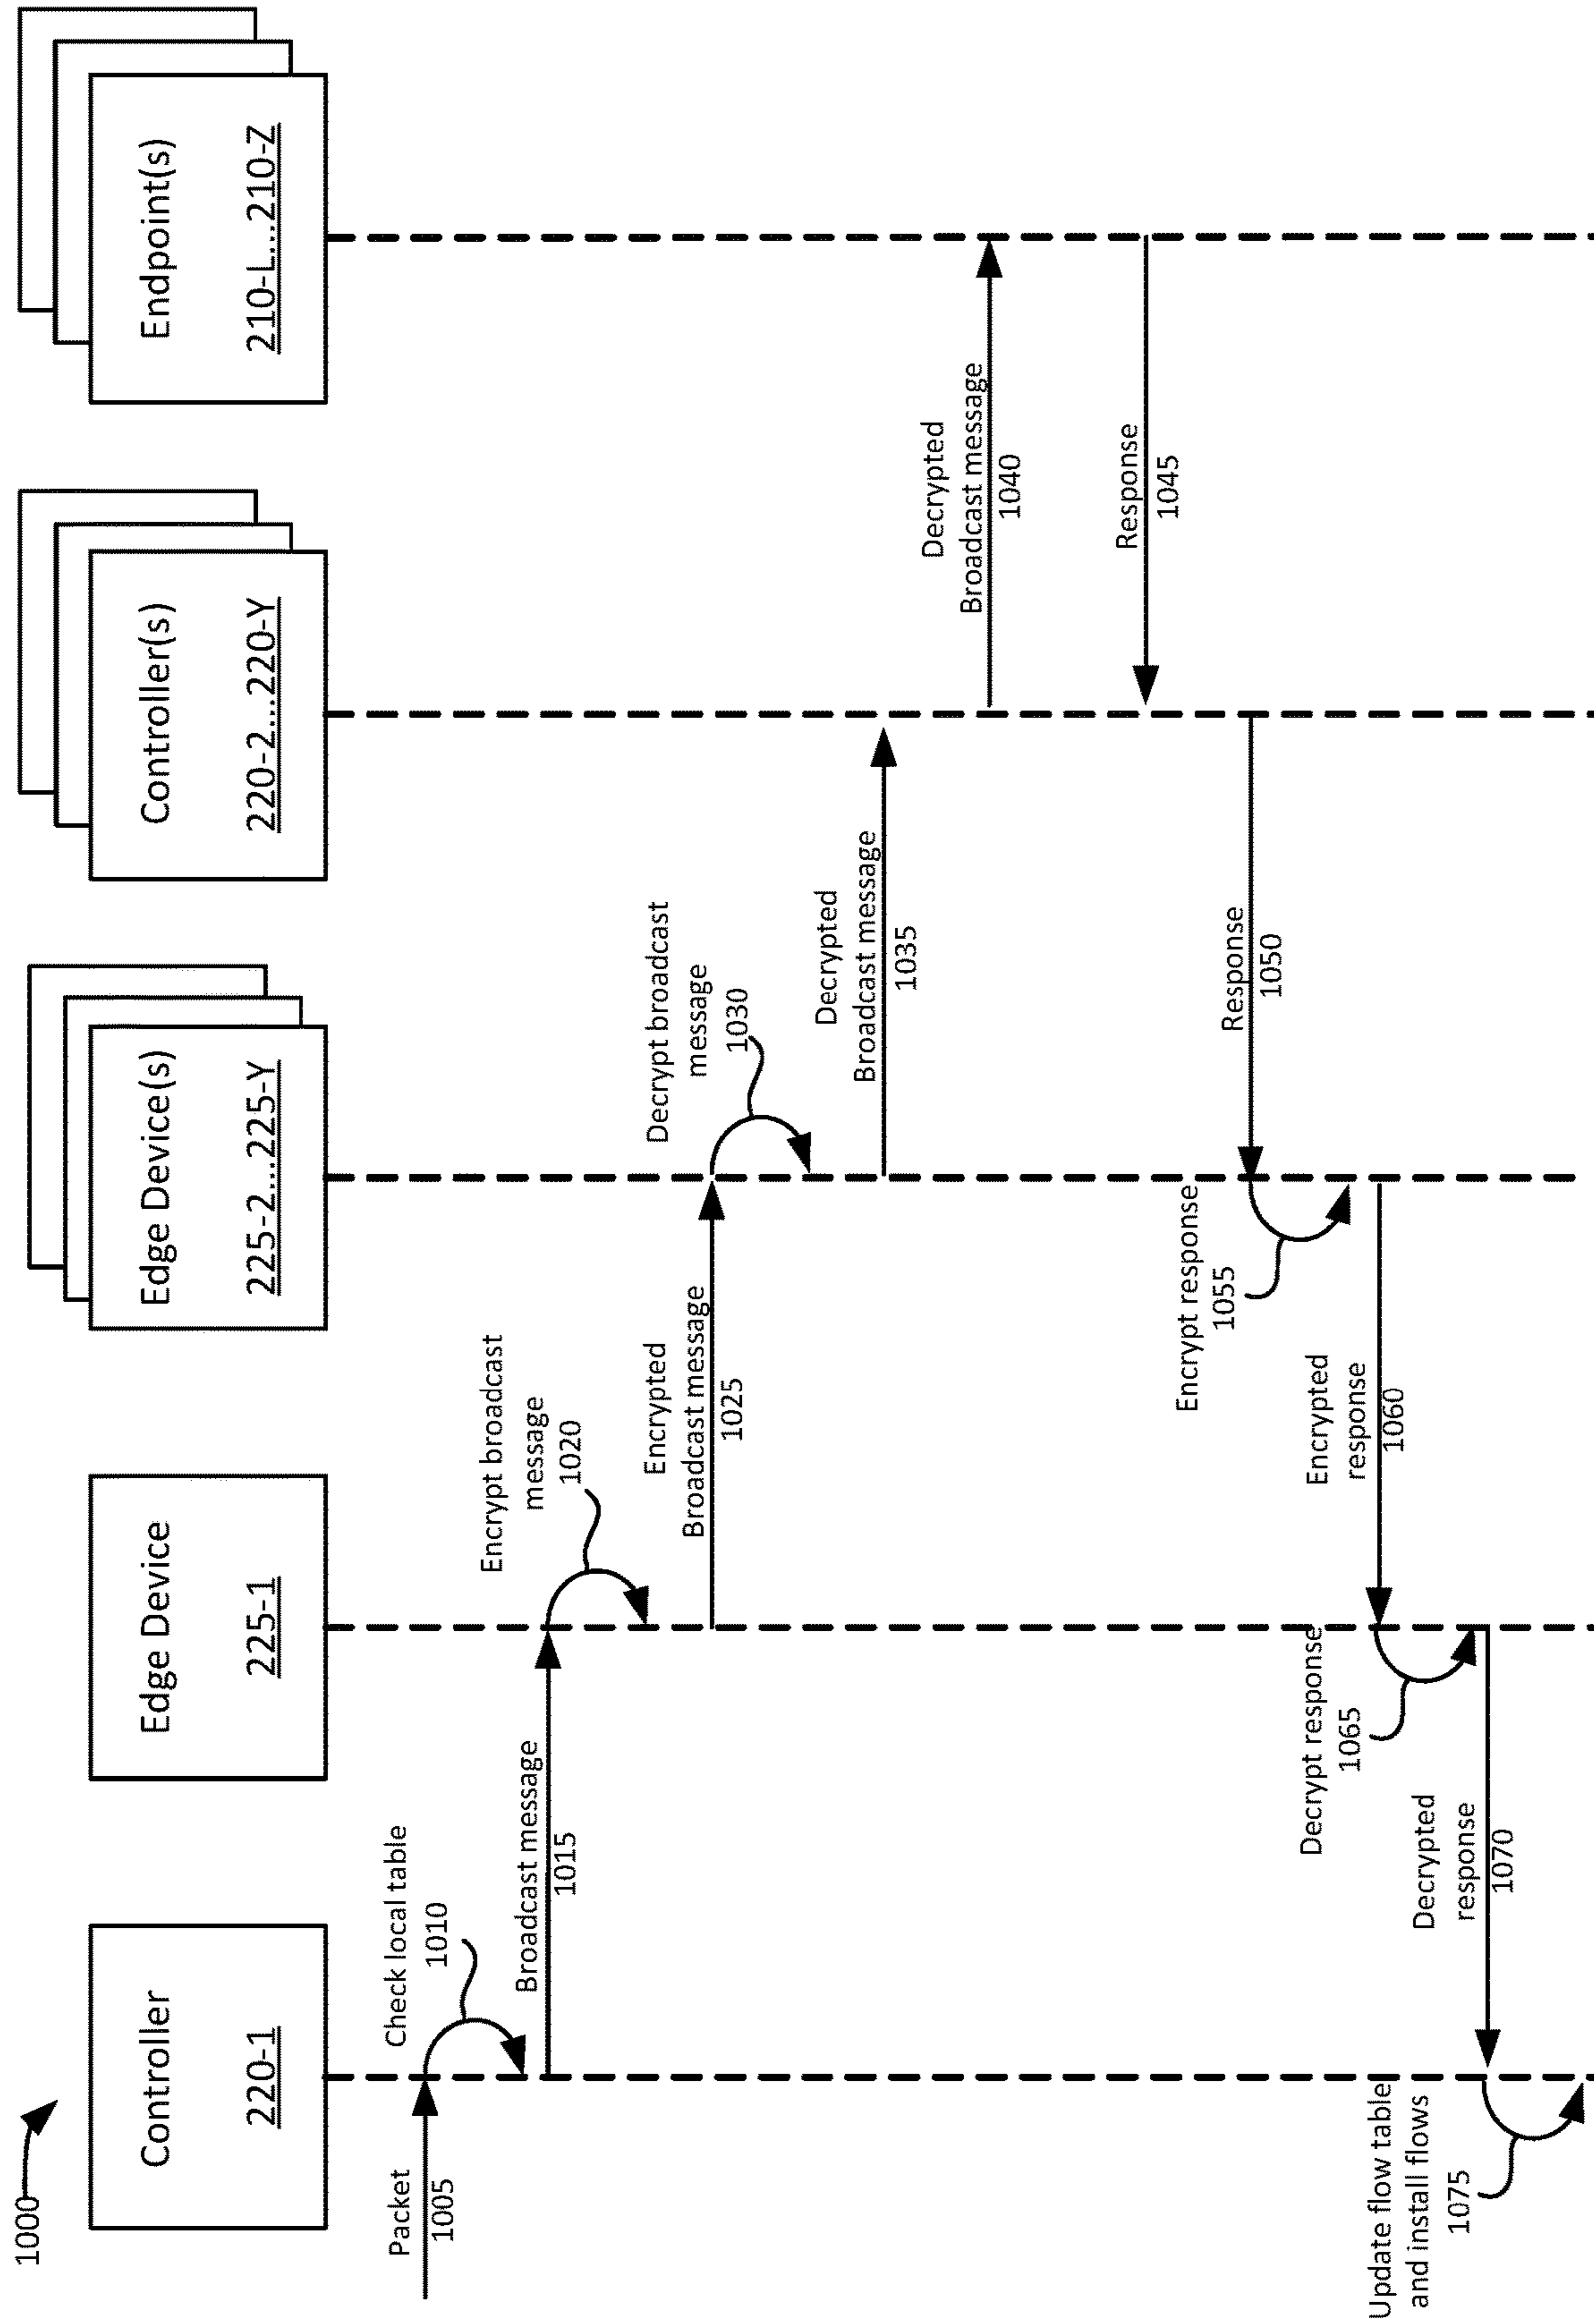 1000
Controller
220-1
Edge Device
225-1
Edge Device(s)
225-2...225-Y
Controller(s)
220-2...220-Y
Endpoint(s)
210-L...210-Z
Packet
1005
Check local table
1010
Broadcast message
1015
Encrypt broadcast
message
1020
Encrypted
Broadcast message
1025
Decrypt broadcast
message
1030
Decrypted
Broadcast message
1035
Decrypted
Broadcast message
1040
Response
1045
Response
1050
Encrypt response
1055
Encrypted
response
1060
Decrypt response
1065
Decrypted
response
1070
Update flow table
and install flows
1075